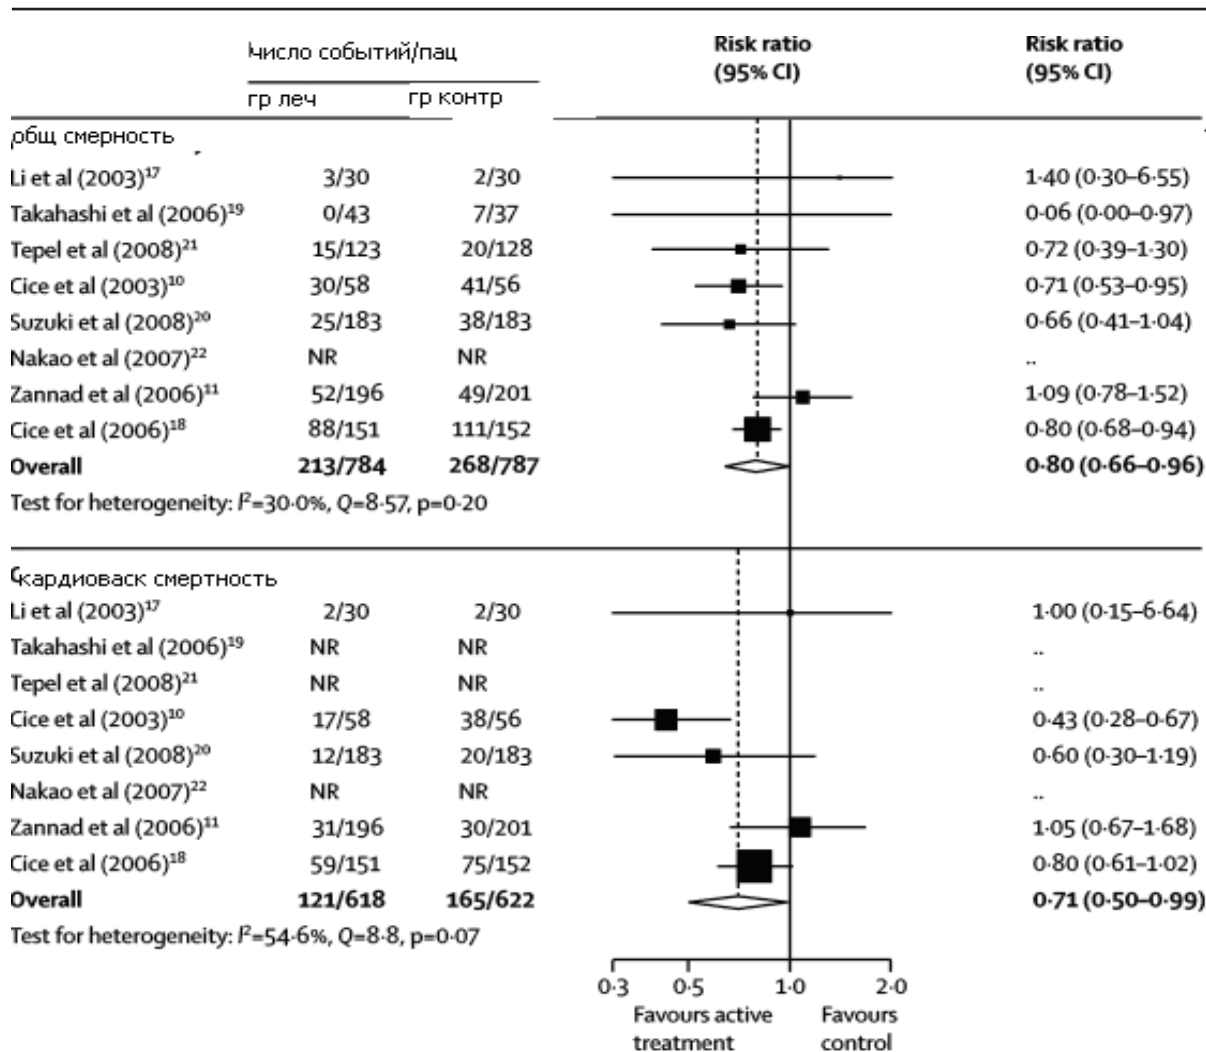 число событий/пац
Risk ratio
(95% CI)
Risk ratio
(95% CI)
гр леч гр контр
общ смерность
Li et al (2003)¹⁷ 3/30 2/30 1·40 (0·30–6·55)
Takahashi et al (2006)¹⁹ 0/43 7/37 0·06 (0·00–0·97)
Tepel et al (2008)²¹ 15/123 20/128 0·72 (0·39–1·30)
Cice et al (2003)¹⁰ 30/58 41/56 0·71 (0·53–0·95)
Suzuki et al (2008)²⁰ 25/183 38/183 0·66 (0·41–1·04)
Nakao et al (2007)²² NR NR ..
Zannad et al (2006)¹¹ 52/196 49/201 1·09 (0·78–1·52)
Cice et al (2006)¹⁸ 88/151 111/152 0·80 (0·68–0·94)
Overall 213/784 268/787 0·80 (0·66–0·96)
Test for heterogeneity: I²=30·0%, Q=8·57, p=0·20
кардиоваск смертность
Li et al (2003)¹⁷ 2/30 2/30 1·00 (0·15–6·64)
Takahashi et al (2006)¹⁹ NR NR ..
Tepel et al (2008)²¹ NR NR ..
Cice et al (2003)¹⁰ 17/58 38/56 0·43 (0·28–0·67)
Suzuki et al (2008)²⁰ 12/183 20/183 0·60 (0·30–1·19)
Nakao et al (2007)²² NR NR ..
Zannad et al (2006)¹¹ 31/196 30/201 1·05 (0·67–1·68)
Cice et al (2006)¹⁸ 59/151 75/152 0·80 (0·61–1·02)
Overall 121/618 165/622 0·71 (0·50–0·99)
Test for heterogeneity: I²=54·6%, Q=8·8, p=0·07
0·3 0·5 1·0 2·0
Favours active
treatment
Favours
control